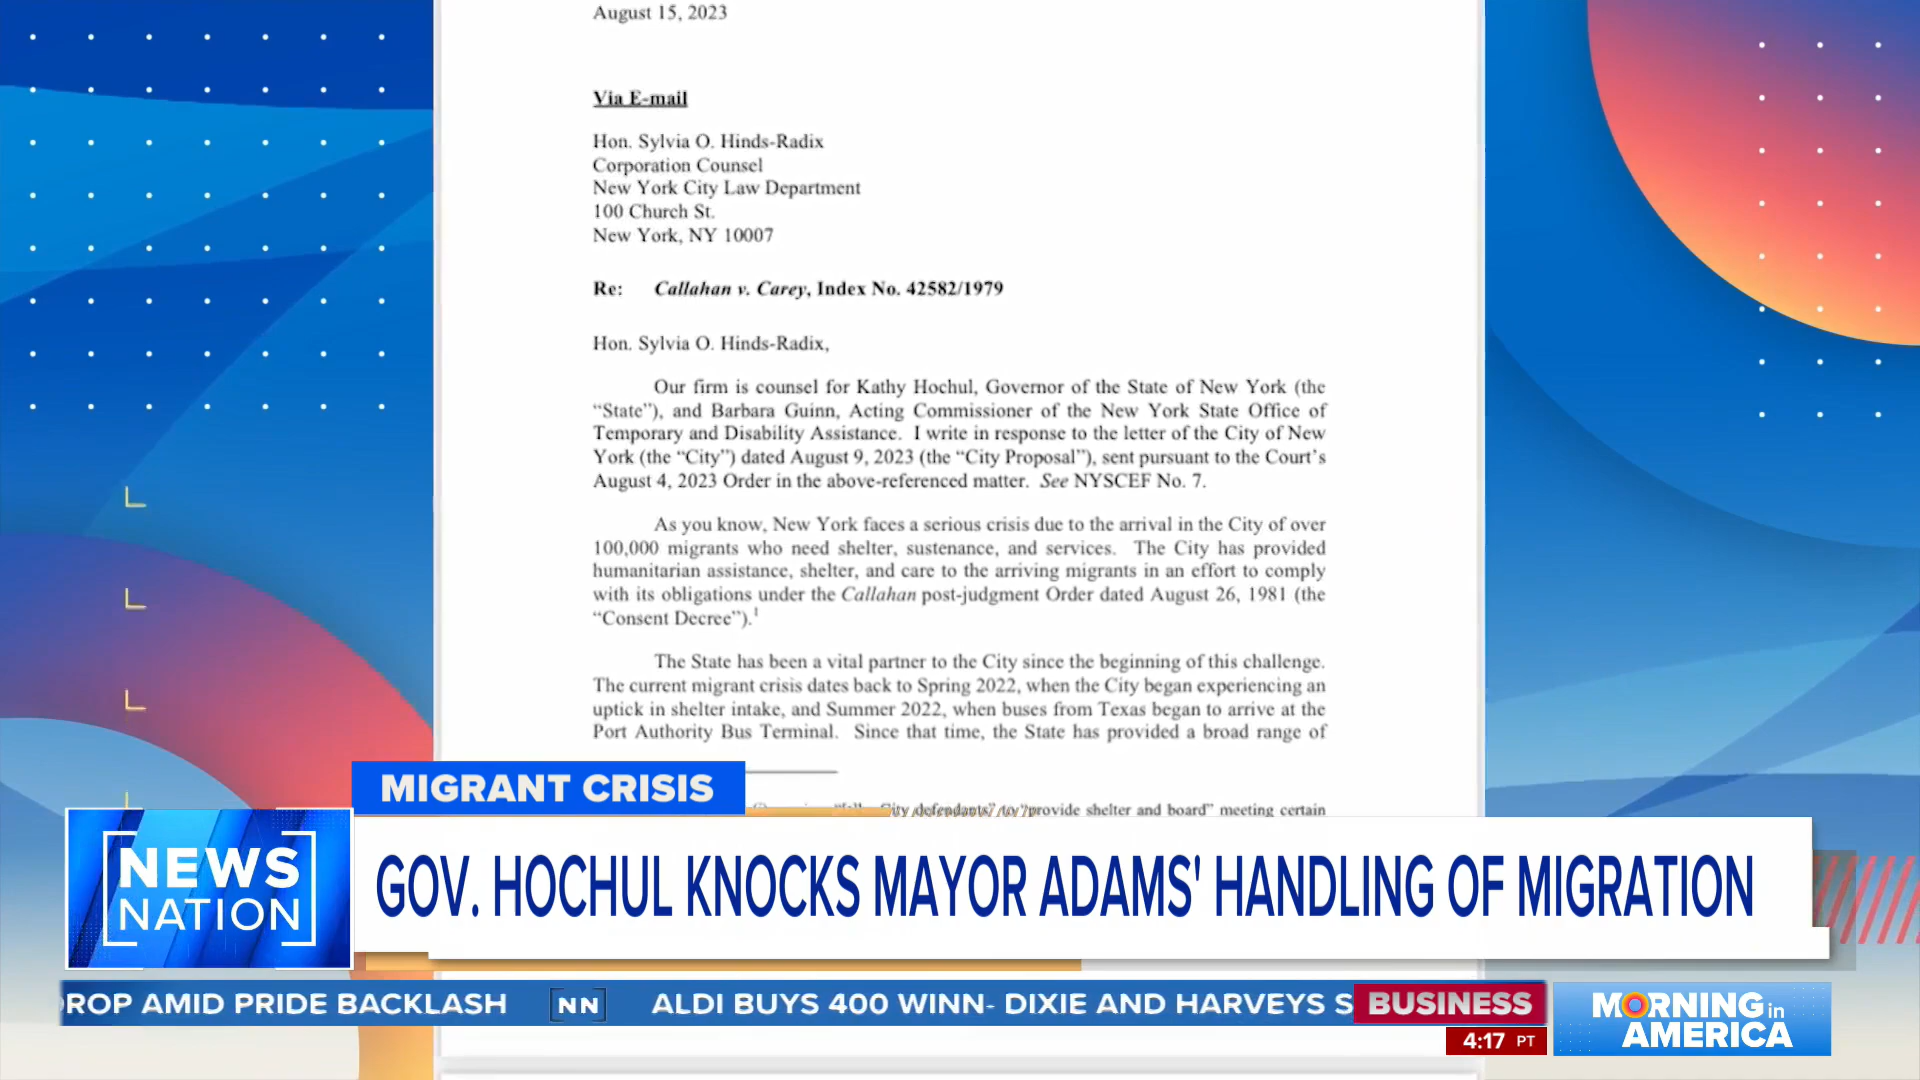 August 15, 2023
Via E-mail
Hon. Sylvia O. Hinds-Radix
Corporation Counsel
New York City Law Department
100 Church St.
New York, NY 10007
Re: Callahan v. Carey, Index No. 42582/1979
Hon. Sylvia O. Hinds-Radix,
Our firm is counsel for Kathy Hochul, Governor of the State of New York (the
“State”), and Barbara Guinn, Acting Commissioner of the New York State Office of
Temporary and Disability Assistance. I write in response to the letter of the City of New
York (the “City”) dated August 9, 2023 (the “City Proposal”), sent pursuant to the Court’s
August 4, 2023 Order in the above-referenced matter. See NYSCEF No. 7.
As you know, New York faces a serious crisis due to the arrival in the City of over
100,000 migrants who need shelter, sustenance, and services. The City has provided
humanitarian assistance, shelter, and care to the arriving migrants in an effort to comply
with its obligations under the Callahan post-judgment Order dated August 26, 1981 (the
“Consent Decree”).1
The State has been a vital partner to the City since the beginning of this challenge.
The current migrant crisis dates back to Spring 2022, when the City began experiencing an
uptick in shelter intake, and Summer 2022, when buses from Texas began to arrive at the
Port Authority Bus Terminal. Since that time, the State has provided a broad range of
City defendants” to “provide shelter and board” meeting certain
MIGRANT CRISIS
NEWS
NATION
GOV. HOCHUL KNOCKS MAYOR ADAMS' HANDLING OF MIGRATION
ROP AMID PRIDE BACKLASH NN ALDI BUYS 400 WINN- DIXIE AND HARVEYS S
BUSINESS
4:17 PT
MORNING in
AMERICA